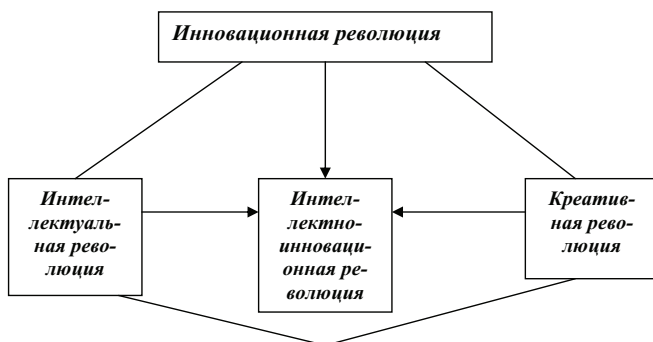 Инновационная революция
Интел-
лектуаль-
ная рево-
люция
Интел-
лектно-
инноваци-
онная ре-
волюция
Креатив-
ная рево-
люция